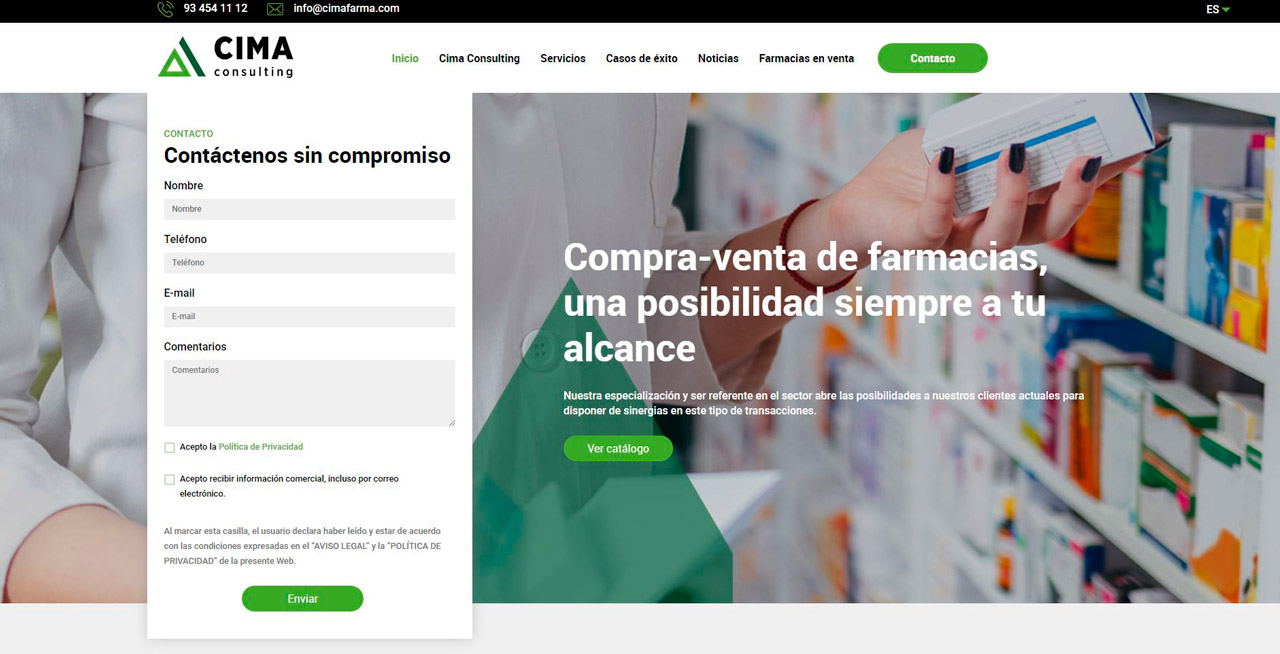 93 454 11 12
info@cimafarma.com
ES
CIMA
consulting
Inicio
Cima Consulting
Servicios
Casos de éxito
Noticias
Farmacias en venta
Contacto
CONTACTO
Contáctenos sin compromiso
Nombre
Nombre
Teléfono
Teléfono
E-mail
E-mail
Comentarios
Comentarios
Acepto la Política de Privacidad
Acepto recibir información comercial, incluso por correo
electrónico.
Al marcar esta casilla, el usuario declara haber leído y estar de acuerdo
con las condiciones expresadas en el "AVISO LEGAL" y la "POLÍTICA DE
PRIVACIDAD" de la presente Web.
Enviar
Compra-venta de farmacias,
una posibilidad siempre a tu
alcance
Nuestra especialización y ser referente en el sector abre las posibilidades a nuestros clientes actuales para
disponer de sinergias en este tipo de transacciones.
Ver catálogo